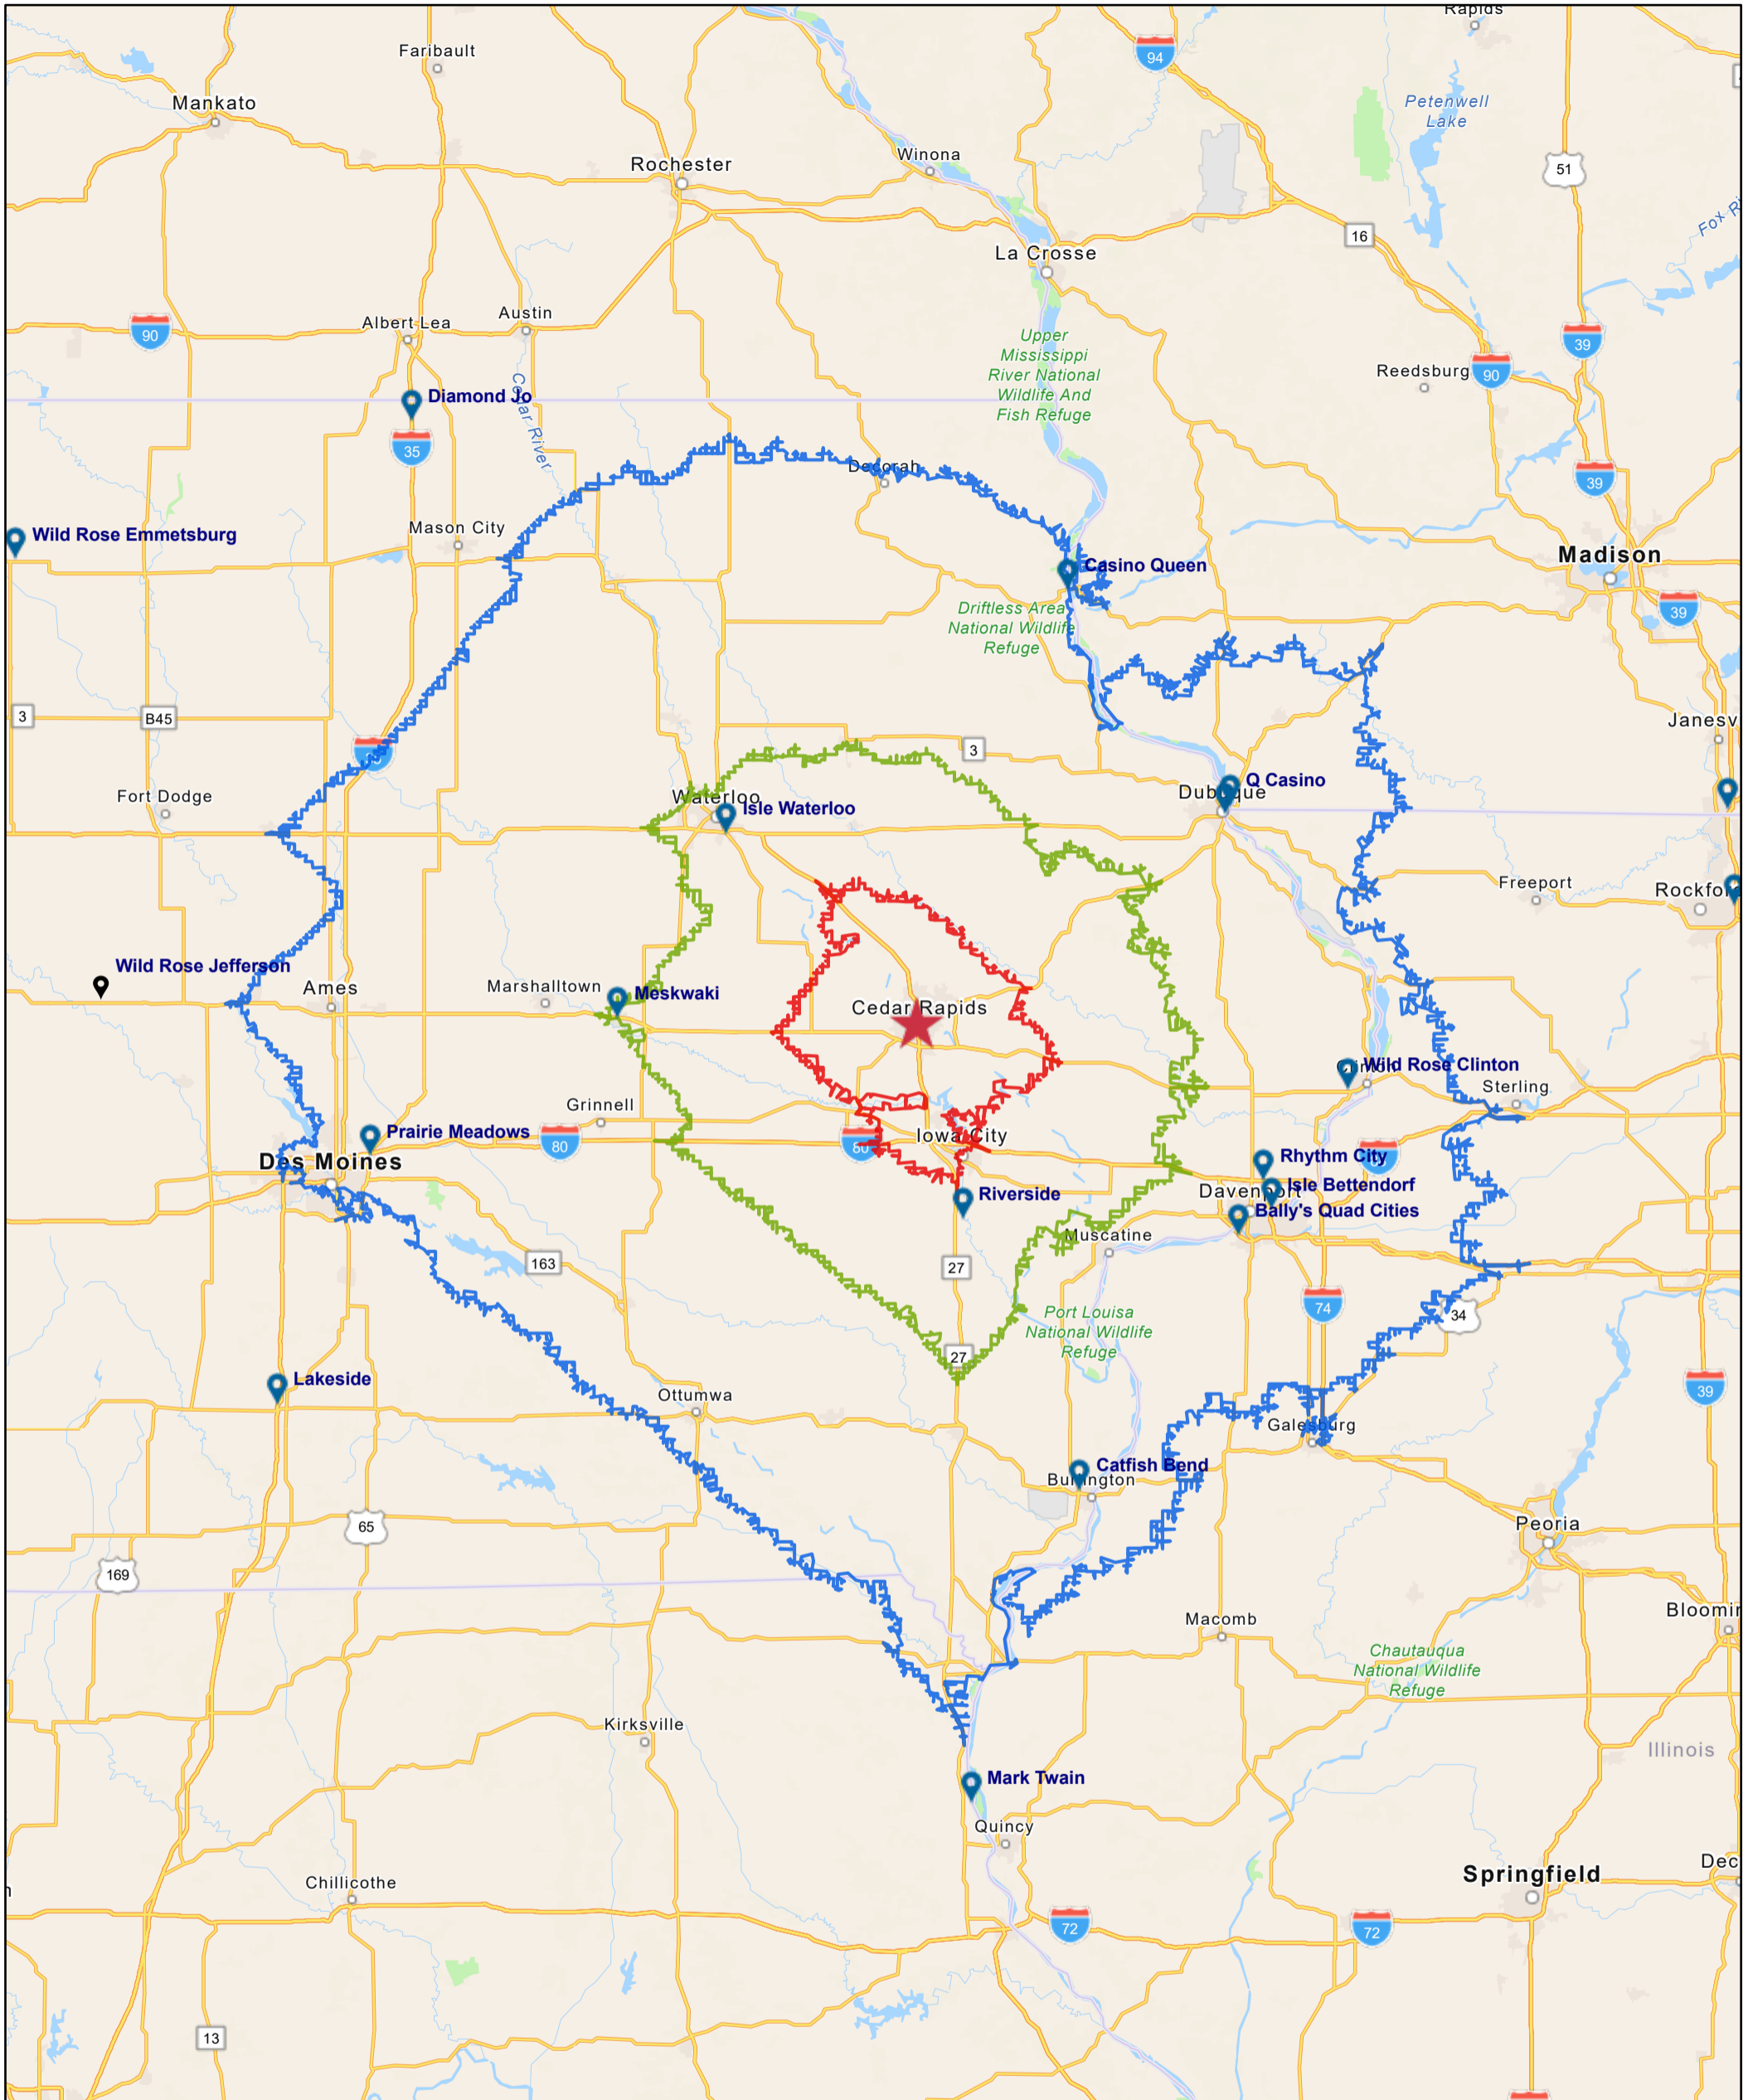 Rapids
Faribault
94
Mankato
Petenwell
Lake
Rochester
Winona
51
16
La Crosse
90
Albert Lea
Austin
Upper
Mississippi
River National
Wildlife And
Fish Refuge
39
Reedsburg
90
Diamond Jo
Cedar River
35
Decorah
39
Mason City
Wild Rose Emmetsburg
Madison
Casino Queen
39
Driftless Area
National Wildlife
Refuge
3
B45
3
Janesv
Fort Dodge
Waterloo
Isle Waterloo
Dubuque
Q Casino
Freeport
Wild Rose Jefferson
Ames
Marshalltown
Meskwaki
Cedar Rapids
Wild Rose Clinton
Sterling
Grinnell
Prairie Meadows
80
80
Iowa City
Des Moines
Rhythm City
Davenport
Isle Bettendorf
Riverside
Bally's Quad Cities
Muscatine
163
27
74
34
Port Louisa
National Wildlife
Refuge
27
Lakeside
Ottumwa
39
Galesburg
Catfish Bend
Burlington
65
Peoria
169
Macomb
Bloomin
Chautauqua
National Wildlife
Refuge
Kirksville
Illinois
Mark Twain
Quincy
Springfield
Dec
Chillicothe
72
72
13